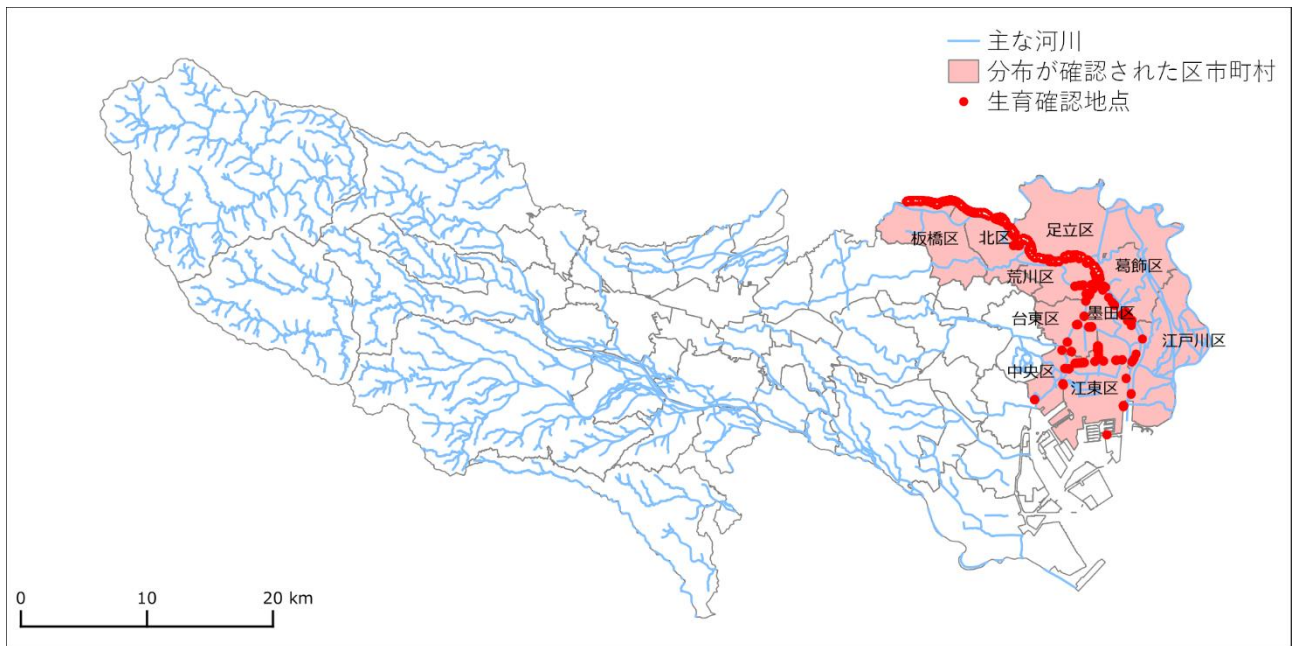 主な河川
分布が確認された区市町村
生育確認地点
板橋区
北区
足立区
葛飾区
荒川区
台東区
墨田区
江戸川区
中央区
江東区
0 10 20 km